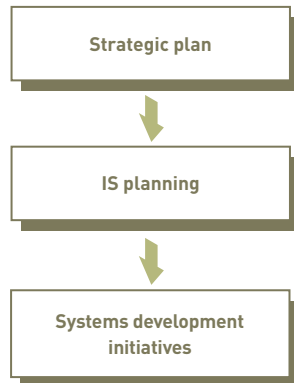 Strategic plan
IS planning
Systems development
initiatives